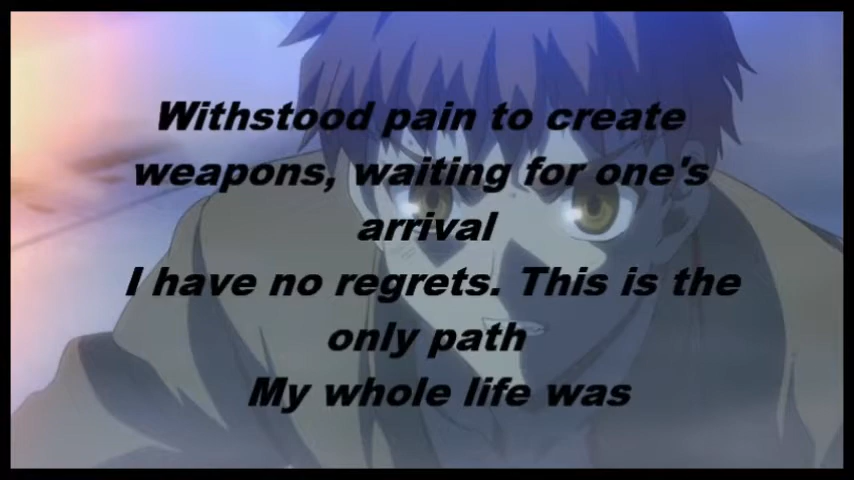 Withstood pain to create
weapons, waiting for one's
arrival
I have no regrets. This is the
only path
My whole life was